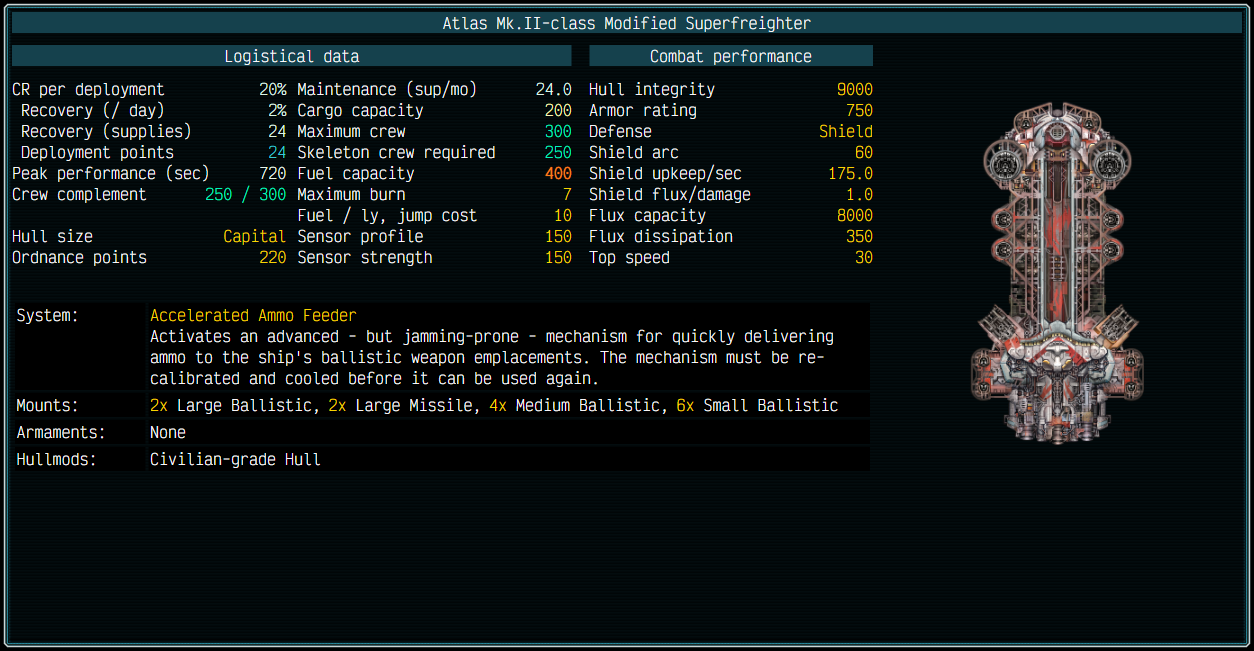 Atlas Mk.II-class Modified Superfreighter
Logistical data
Combat performance
CR per deployment 20% Maintenance (sup/mo) 24.0 Hull integrity 9000
Recovery (/ day) 2% Cargo capacity 200 Armor rating 750
Recovery (supplies) 24 Maximum crew 300 Defense Shield
Deployment points 24 Skeleton crew required 250 Shield arc 60
Peak performance (sec) 720 Fuel capacity 400 Shield upkeep/sec 175.0
Crew complement 250 / 300 Maximum burn 7 Shield flux/damage 1.0
Fuel / ly, jump cost 10 Flux capacity 8000
Hull size Capital Sensor profile 150 Flux dissipation 350
Ordnance points 220 Sensor strength 150 Top speed 30
System: Accelerated Ammo Feeder
Activates an advanced - but jamming-prone - mechanism for quickly delivering
ammo to the ship's ballistic weapon emplacements. The mechanism must be re-
calibrated and cooled before it can be used again.
Mounts: 2x Large Ballistic, 2x Large Missile, 4x Medium Ballistic, 6x Small Ballistic
Armaments: None
Hullmods: Civilian-grade Hull